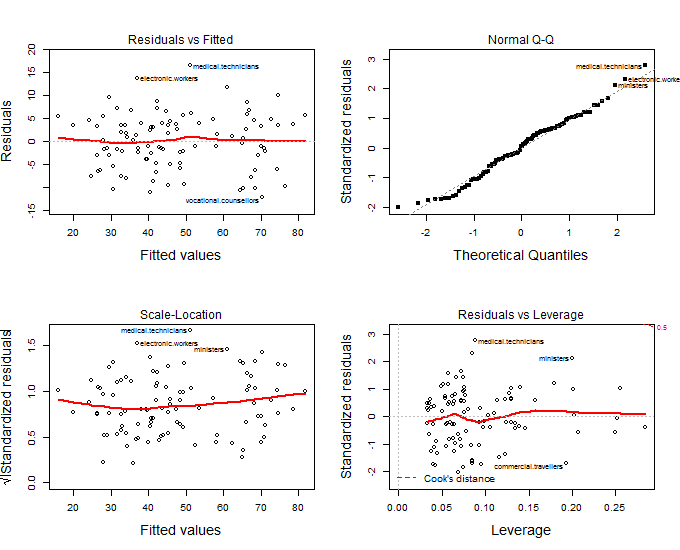 Residuals vs Fitted
Residuals
20
15
10
5
0
-5
-15
medical.technicians
electronic.workers
vocational.counsellors
20 30 40 50 60 70 80
Fitted values
Normal Q-Q
Standardized residuals
3
2
1
0
-1
-2
medical.technicians
electronic.worke
ministers
-2 -1 0 1 2
Theoretical Quantiles
Scale-Location
√|Standardized residuals
1.5
1.0
0.5
0.0
medical.technicians
electronic.workers
ministers
20 30 40 50 60 70 80
Fitted values
Residuals vs Leverage
Standardized residuals
3
2
1
0
-1
-2
0.5
medical.technicians
ministers
commercial.travellers
Cook's distance
0.00 0.05 0.10 0.15 0.20 0.25
Leverage